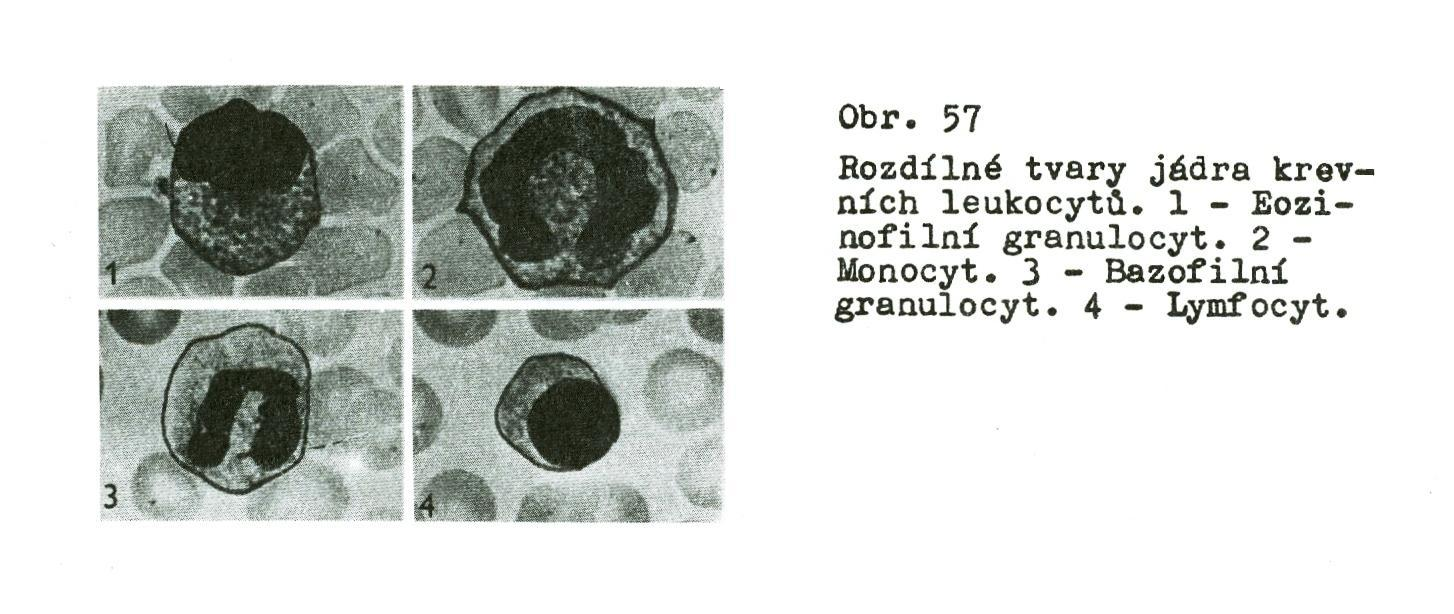 1
2
3
4
Obr. 57
Rozdílné tvary jádra krev-
ních leukocytů. 1 - Eozi-
nofilní granulocyt. 2 -
Monocyt. 3 - Bazofilní
granulocyt. 4 - Lymfocyt.